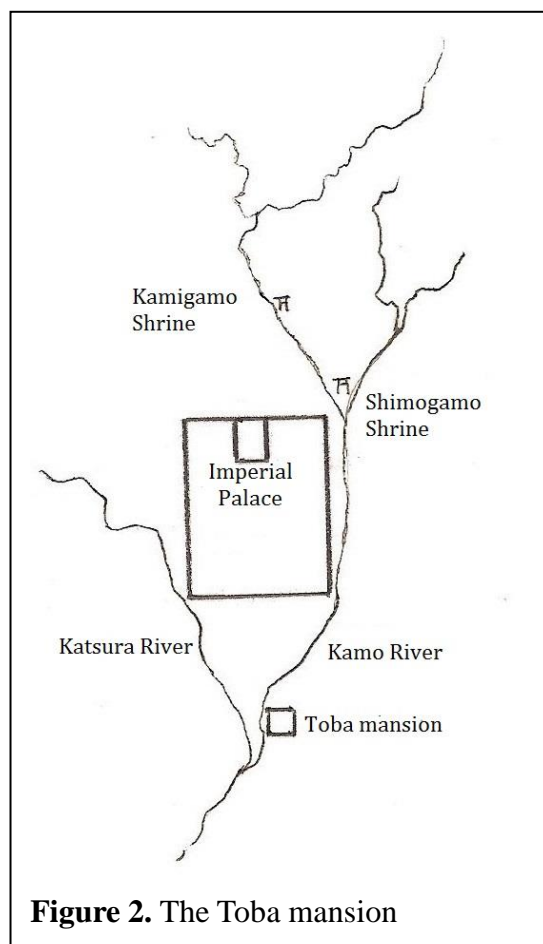 Kamigamo
Shrine
Shimogamo
Shrine
Imperial
Palace
Katsura River
Kamo River
Toba mansion
Figure 2. The Toba mansion